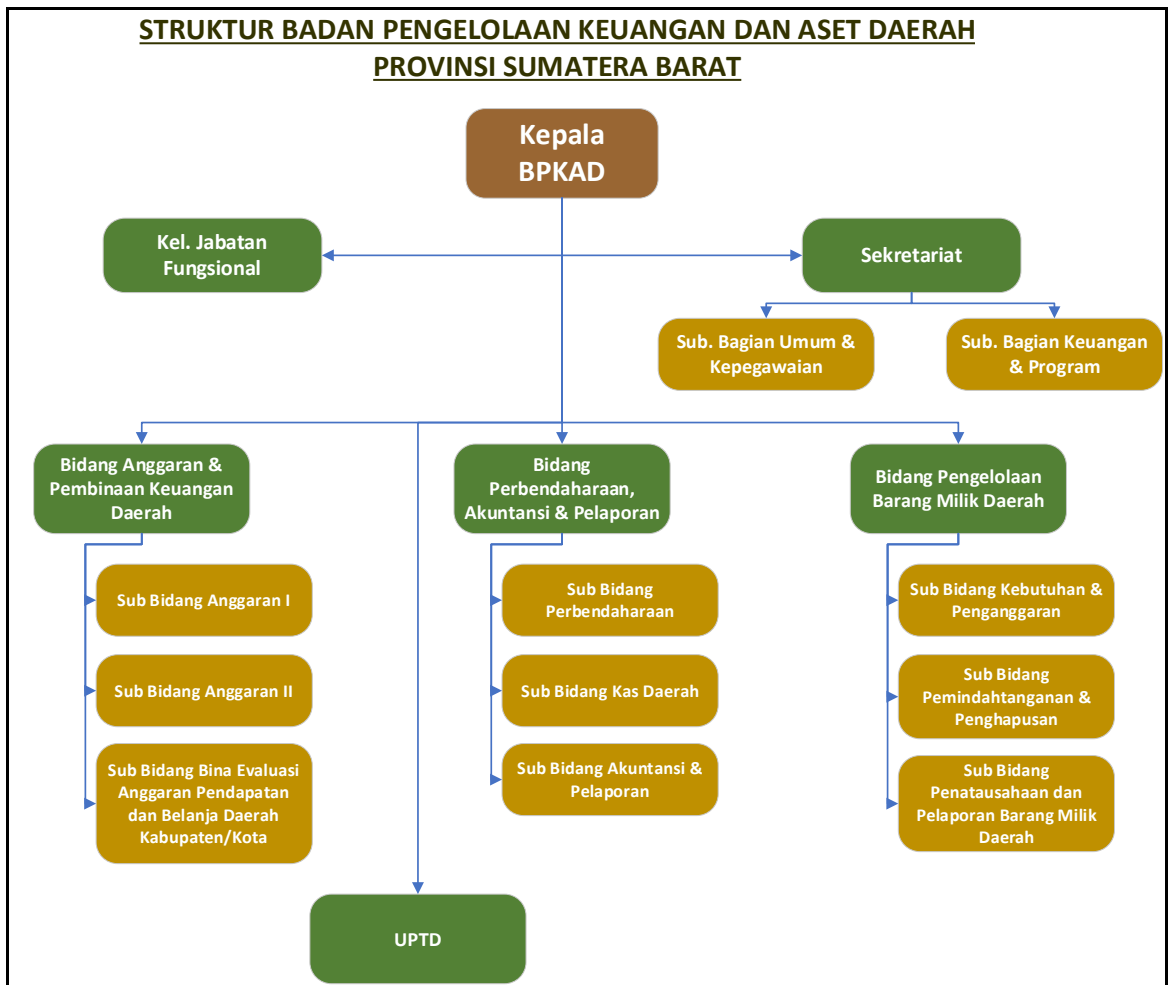 STRUKTUR BADAN PENGELOLAAN KEUANGAN DAN ASET DAERAH
PROVINSI SUMATERA BARAT
Kepala
BPKAD
Kel. Jabatan
Fungsional
Sekretariat
Sub. Bagian Umum &
Kepegawaian
Sub. Bagian Keuangan
& Program
Bidang Anggaran &
Pembinaan Keuangan
Daerah
Bidang
Perbendaharaan,
Akuntansi & Pelaporan
Bidang Pengelolaan
Barang Milik Daerah
Sub Bidang Anggaran I
Sub Bidang Anggaran II
Sub Bidang Bina Evaluasi
Anggaran Pendapatan
dan Belanja Daerah
Kabupaten/Kota
Sub Bidang
Perbendaharaan
Sub Bidang Kas Daerah
Sub Bidang Akuntansi &
Pelaporan
Sub Bidang Kebutuhan &
Penganggaran
Sub Bidang
Pemindahtanganan &
Penghapusan
Sub Bidang
Penatausahaan dan
Pelaporan Barang Milik
Daerah
UPTD